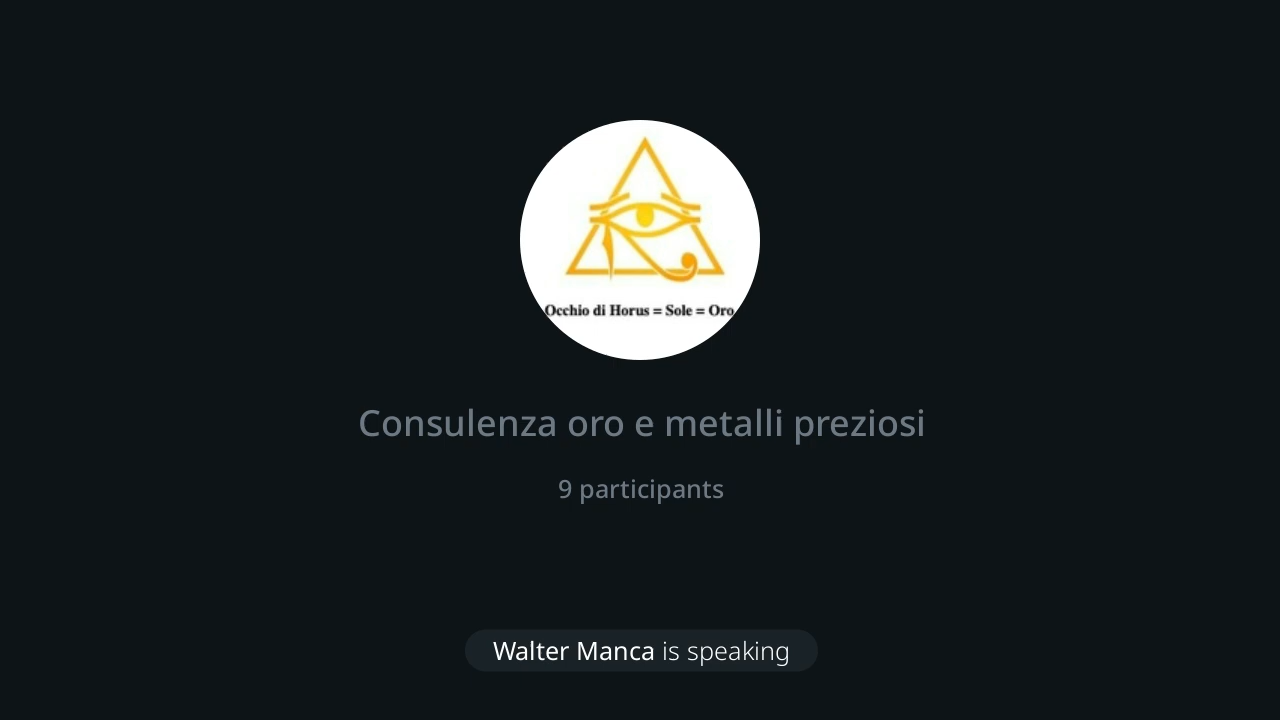 Occhio di Horus = Sole = Oro
Consulenza oro e metalli preziosi
9 participants
Walter Manca is speaking